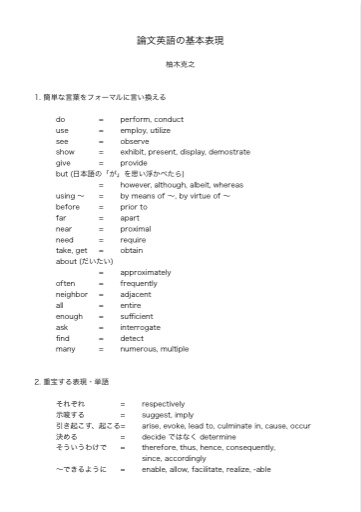 論文英語の基本表現
柚木克之
1. 簡単な言葉をフォーマルに言い換える
do = perform, conduct
use = employ, utilize
see = observe
show = exhibit, present, display, demostrate
give = provide
but (日本語の「が」を思い浮かべたら)
= however, although, albeit, whereas
using 〜 = by means of 〜, by virtue of 〜
before = prior to
far = apart
near = proximal
need = require
take, get = obtain
about (だいたい)
= approximately
often = frequently
neighbor = adjacent
all = entire
enough = sufficient
ask = interrogate
find = detect
many = numerous, multiple
2. 重宝する表現・単語
それぞれ = respectively
示唆する = suggest, imply
引き起こす、起こる= arise, evoke, lead to, culminate in, cause, occur
決める = decide ではなく determine
そういうわけで = therefore, thus, hence, consequently,
since, accordingly
〜できるように = enable, allow, facilitate, realize, -able